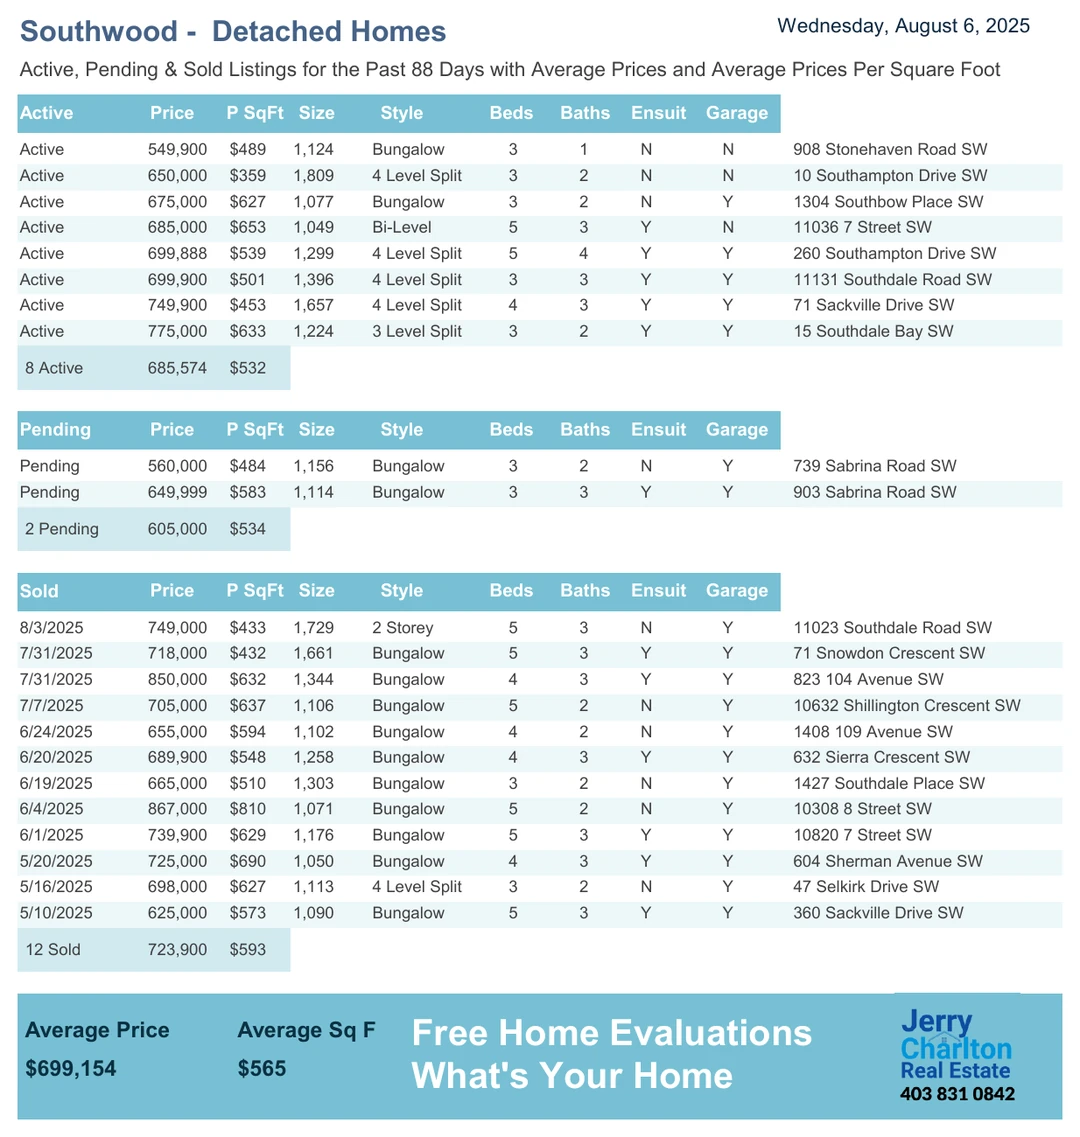 Southwood - Detached Homes
Wednesday, August 6, 2025
Active, Pending & Sold Listings for the Past 88 Days with Average Prices and Average Prices Per Square Foot
Active Price P SqFt Size Style Beds Baths Ensuit Garage
Active 549,900 $489 1,124 Bungalow 3 1 N N 908 Stonehaven Road SW
Active 650,000 $359 1,809 4 Level Split 3 2 N N 10 Southampton Drive SW
Active 675,000 $627 1,077 Bungalow 3 2 N Y 1304 Southbow Place SW
Active 685,000 $653 1,049 Bi-Level 5 3 Y N 11036 7 Street SW
Active 699,888 $539 1,299 4 Level Split 5 4 Y Y 260 Southampton Drive SW
Active 699,900 $501 1,396 4 Level Split 3 3 Y Y 11131 Southdale Road SW
Active 749,900 $453 1,657 4 Level Split 4 3 Y Y 71 Sackville Drive SW
Active 775,000 $633 1,224 3 Level Split 3 2 Y Y 15 Southdale Bay SW
8 Active 685,574 $532
Pending Price P SqFt Size Style Beds Baths Ensuit Garage
Pending 560,000 $484 1,156 Bungalow 3 2 N Y 739 Sabrina Road SW
Pending 649,999 $583 1,114 Bungalow 3 3 Y Y 903 Sabrina Road SW
2 Pending 605,000 $534
Sold Price P SqFt Size Style Beds Baths Ensuit Garage
8/3/2025 749,000 $433 1,729 2 Storey 5 3 N Y 11023 Southdale Road SW
7/31/2025 718,000 $432 1,661 Bungalow 5 3 Y Y 71 Snowdon Crescent SW
7/31/2025 850,000 $632 1,344 Bungalow 4 3 Y Y 823 104 Avenue SW
7/7/2025 705,000 $637 1,106 Bungalow 5 2 N Y 10632 Shillington Crescent SW
6/24/2025 655,000 $594 1,102 Bungalow 4 2 N Y 1408 109 Avenue SW
6/20/2025 689,900 $548 1,258 Bungalow 4 3 Y Y 632 Sierra Crescent SW
6/19/2025 665,000 $510 1,303 Bungalow 3 2 N Y 1427 Southdale Place SW
6/4/2025 867,000 $810 1,071 Bungalow 5 2 N Y 10308 8 Street SW
6/1/2025 739,900 $629 1,176 Bungalow 5 3 Y Y 10820 7 Street SW
5/20/2025 725,000 $690 1,050 Bungalow 4 3 Y Y 604 Sherman Avenue SW
5/16/2025 698,000 $627 1,113 4 Level Split 3 2 N Y 47 Selkirk Drive SW
5/10/2025 625,000 $573 1,090 Bungalow 5 3 Y Y 360 Sackville Drive SW
12 Sold 723,900 $593
Average Price Average Sq F
$699,154 $565
Free Home Evaluations
What's Your Home
Jerry
Charlton
Real Estate
403 831 0842